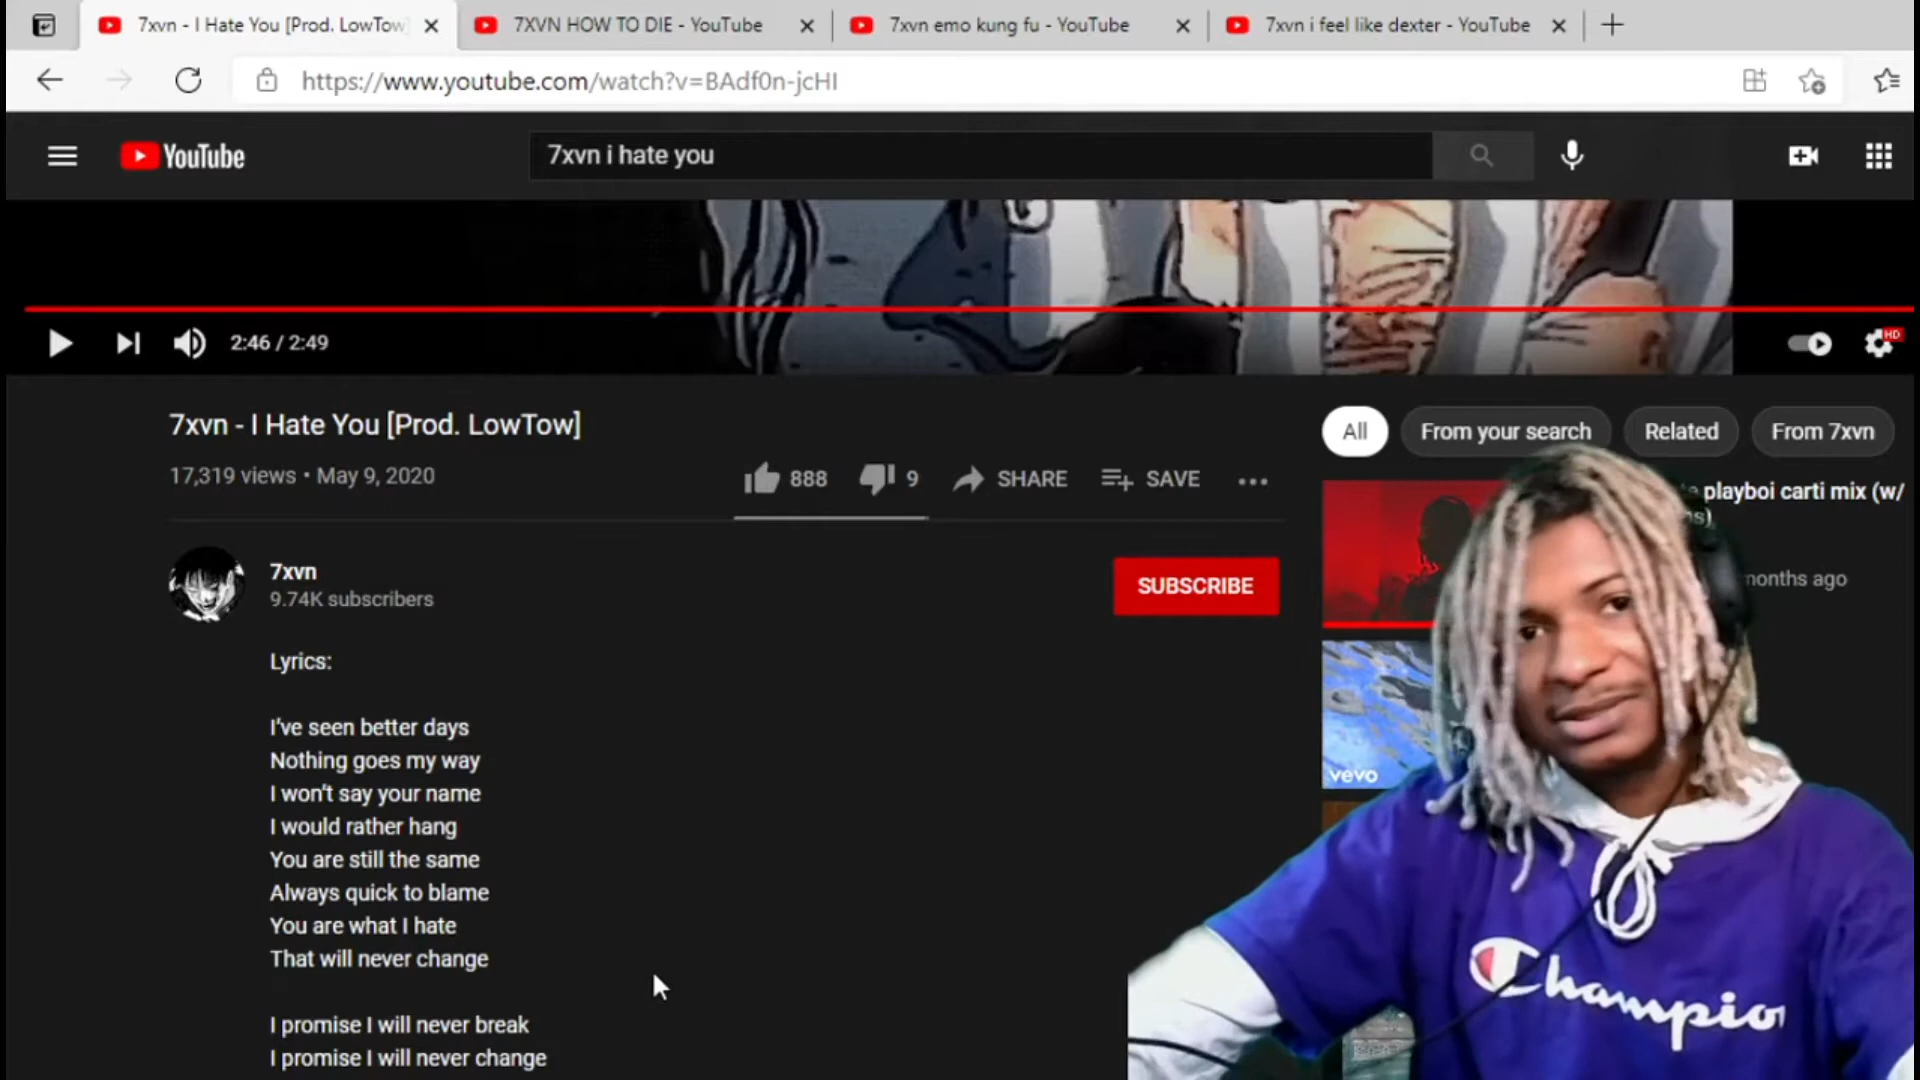 7xvn - I Hate You [Prod. LowTow
7XVN HOW TO DIE - YouTube
7xvn emo kung fu - YouTube
7xvn i feel like dexter - YouTube
https://www.youtube.com/watch?v=BAdf0n-jcHI
YouTube
7xvn i hate you
2:46 / 2:49
HD
7xvn - I Hate You [Prod. LowTow]
17,319 views • May 9, 2020
888
9
SHARE
SAVE
All
From your search
Related
From 7xvn
playboi carti mix (w/
months ago
vevo
7xvn
9.74K subscribers
SUBSCRIBE
Lyrics:
I've seen better days
Nothing goes my way
I won't say your name
I would rather hang
You are still the same
Always quick to blame
You are what I hate
That will never change
I promise I will never break
I promise I will never change
Champion